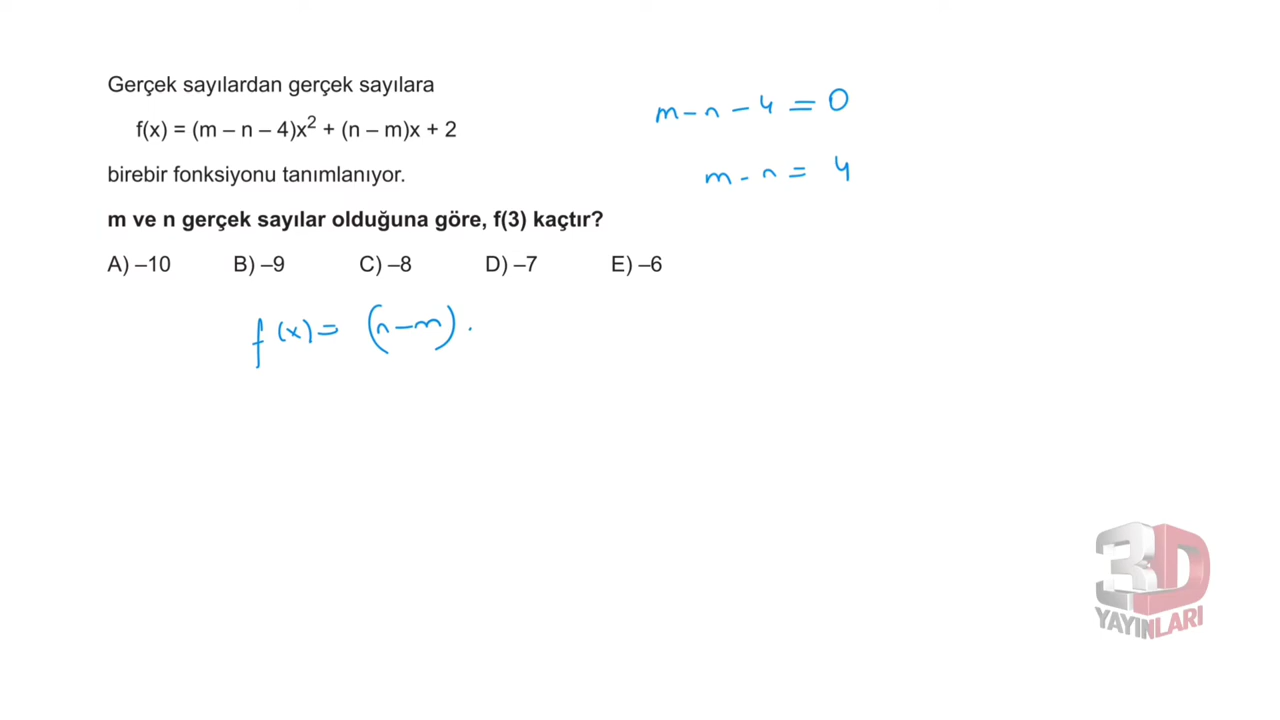 Gerçek sayılardan gerçek sayılara
f(x) = (m – n – 4)x² + (n – m)x + 2
birebir fonksiyonu tanımlanıyor.
m ve n gerçek sayılar olduğuna göre, f(3) kaçtır?
A) –10 B) –9 C) –8 D) –7 E) –6
m – n – 4 = 0
m – n = 4
f(x) = (n – m) .
3D
YAYINLARI